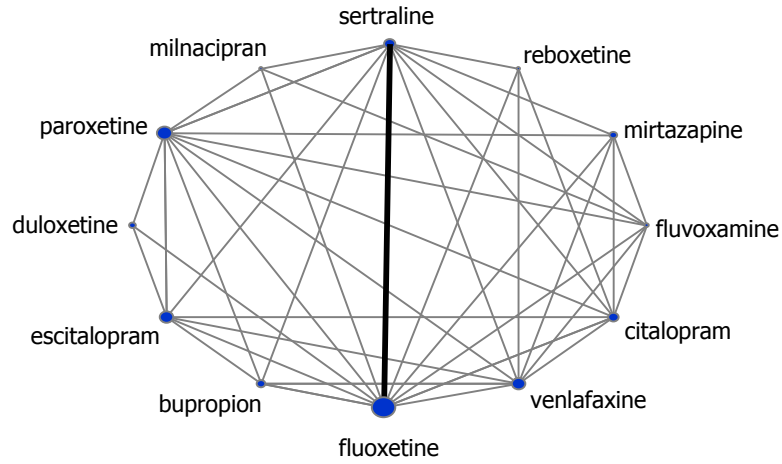 sertraline
milnacipran
reboxetine
paroxetine
mirtazapine
duloxetine
fluvoxamine
escitalopram
citalopram
bupropion
venlafaxine
fluoxetine